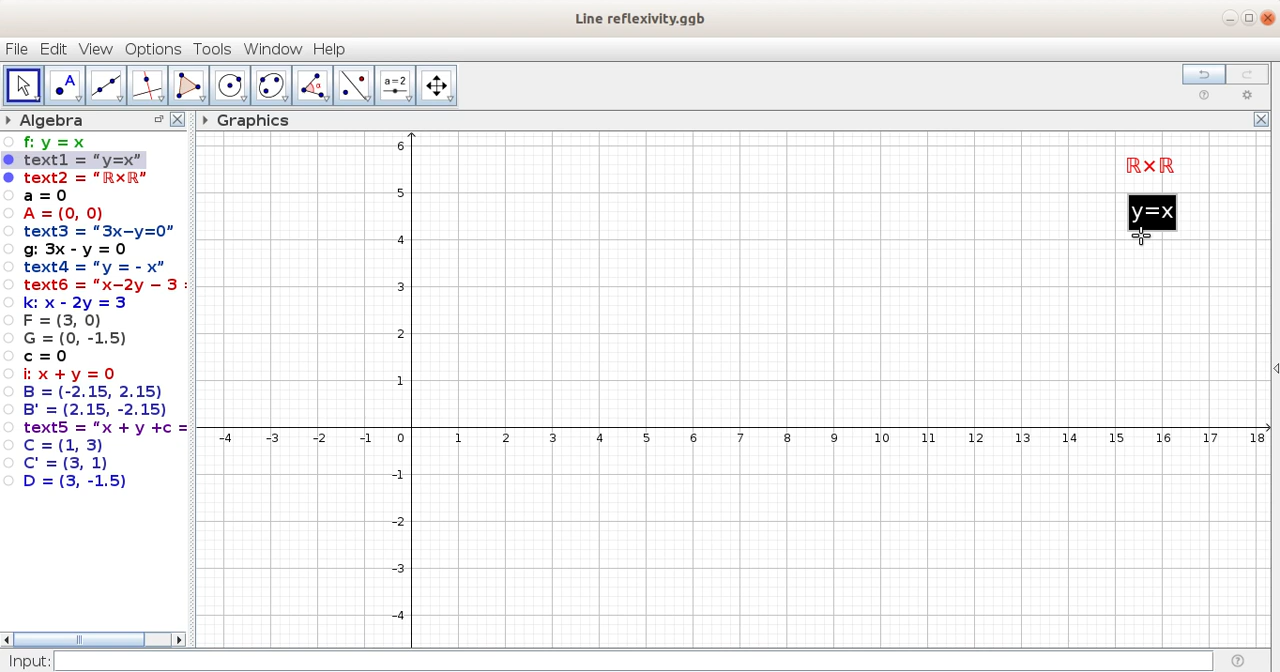 Line reflexivity.ggb
File Edit View Options Tools Window Help
A
α
a=2
Algebra
Graphics
f: y = x
text1 = "y=x"
text2 = "ℝ×ℝ"
a = 0
A = (0, 0)
text3 = "3x−y=0"
g: 3x - y = 0
text4 = "y = - x"
text6 = "x−2y − 3 :
k: x - 2y = 3
F = (3, 0)
G = (0, -1.5)
c = 0
i: x + y = 0
B = (-2.15, 2.15)
B' = (2.15, -2.15)
text5 = "x + y +c =
C = (1, 3)
C' = (3, 1)
D = (3, -1.5)
ℝ×ℝ
y=x
6
5
4
3
2
1
-4 -3 -2 -1 0 1 2 3 4 5 6 7 8 9 10 11 12 13 14 15 16 17 18
-1
-2
-3
-4
Input: